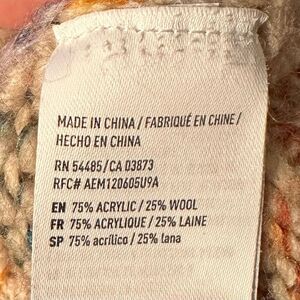 MADE IN CHINA / FABRIQUÉ EN CHINE /
HECHO EN CHINA
RN 54485/CA 03873
RFC# AEM120605U9A
EN 75% ACRYLIC / 25% WOOL
FR 75% ACRYLIQUE / 25% LAINE
SP 75% acrílico / 25% lana